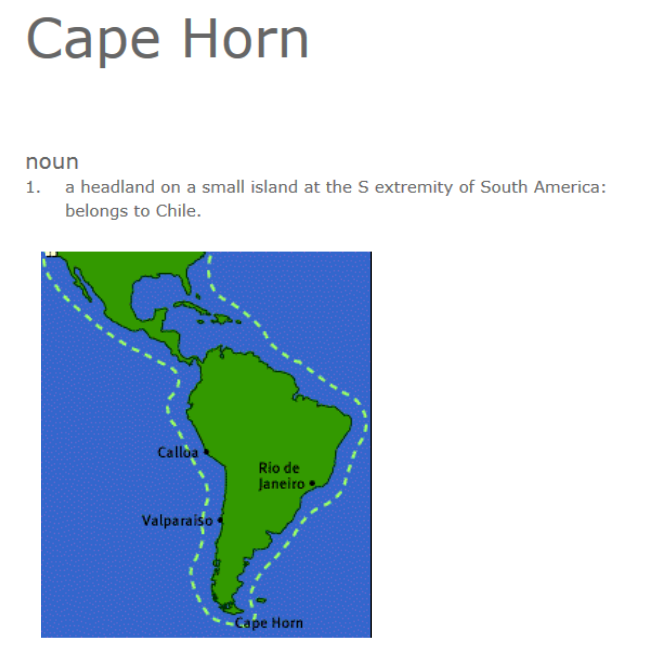 Cape Horn
noun
1. a headland on a small island at the S extremity of South America:
belongs to Chile.
Calloa
Rio de
Janeiro
Valparaiso
Cape Horn